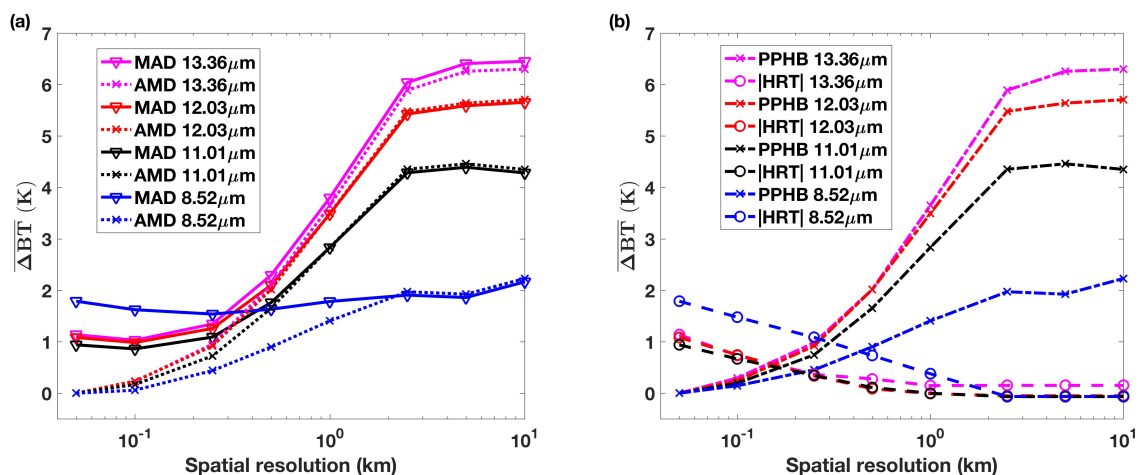 (a)
MAD 13.36μm
AMD 13.36μm
MAD 12.03μm
AMD 12.03μm
MAD 11.01μm
AMD 11.01μm
MAD 8.52μm
AMD 8.52μm
7
6
5
4
3
2
1
0
ΔBT (K)
10⁻¹
10⁰
10¹
Spatial resolution (km)
(b)
PPHB 13.36μm
|HRT| 13.36μm
PPHB 12.03μm
|HRT| 12.03μm
PPHB 11.01μm
|HRT| 11.01μm
PPHB 8.52μm
|HRT| 8.52μm
7
6
5
4
3
2
1
0
ΔBT (K)
10⁻¹
10⁰
10¹
Spatial resolution (km)